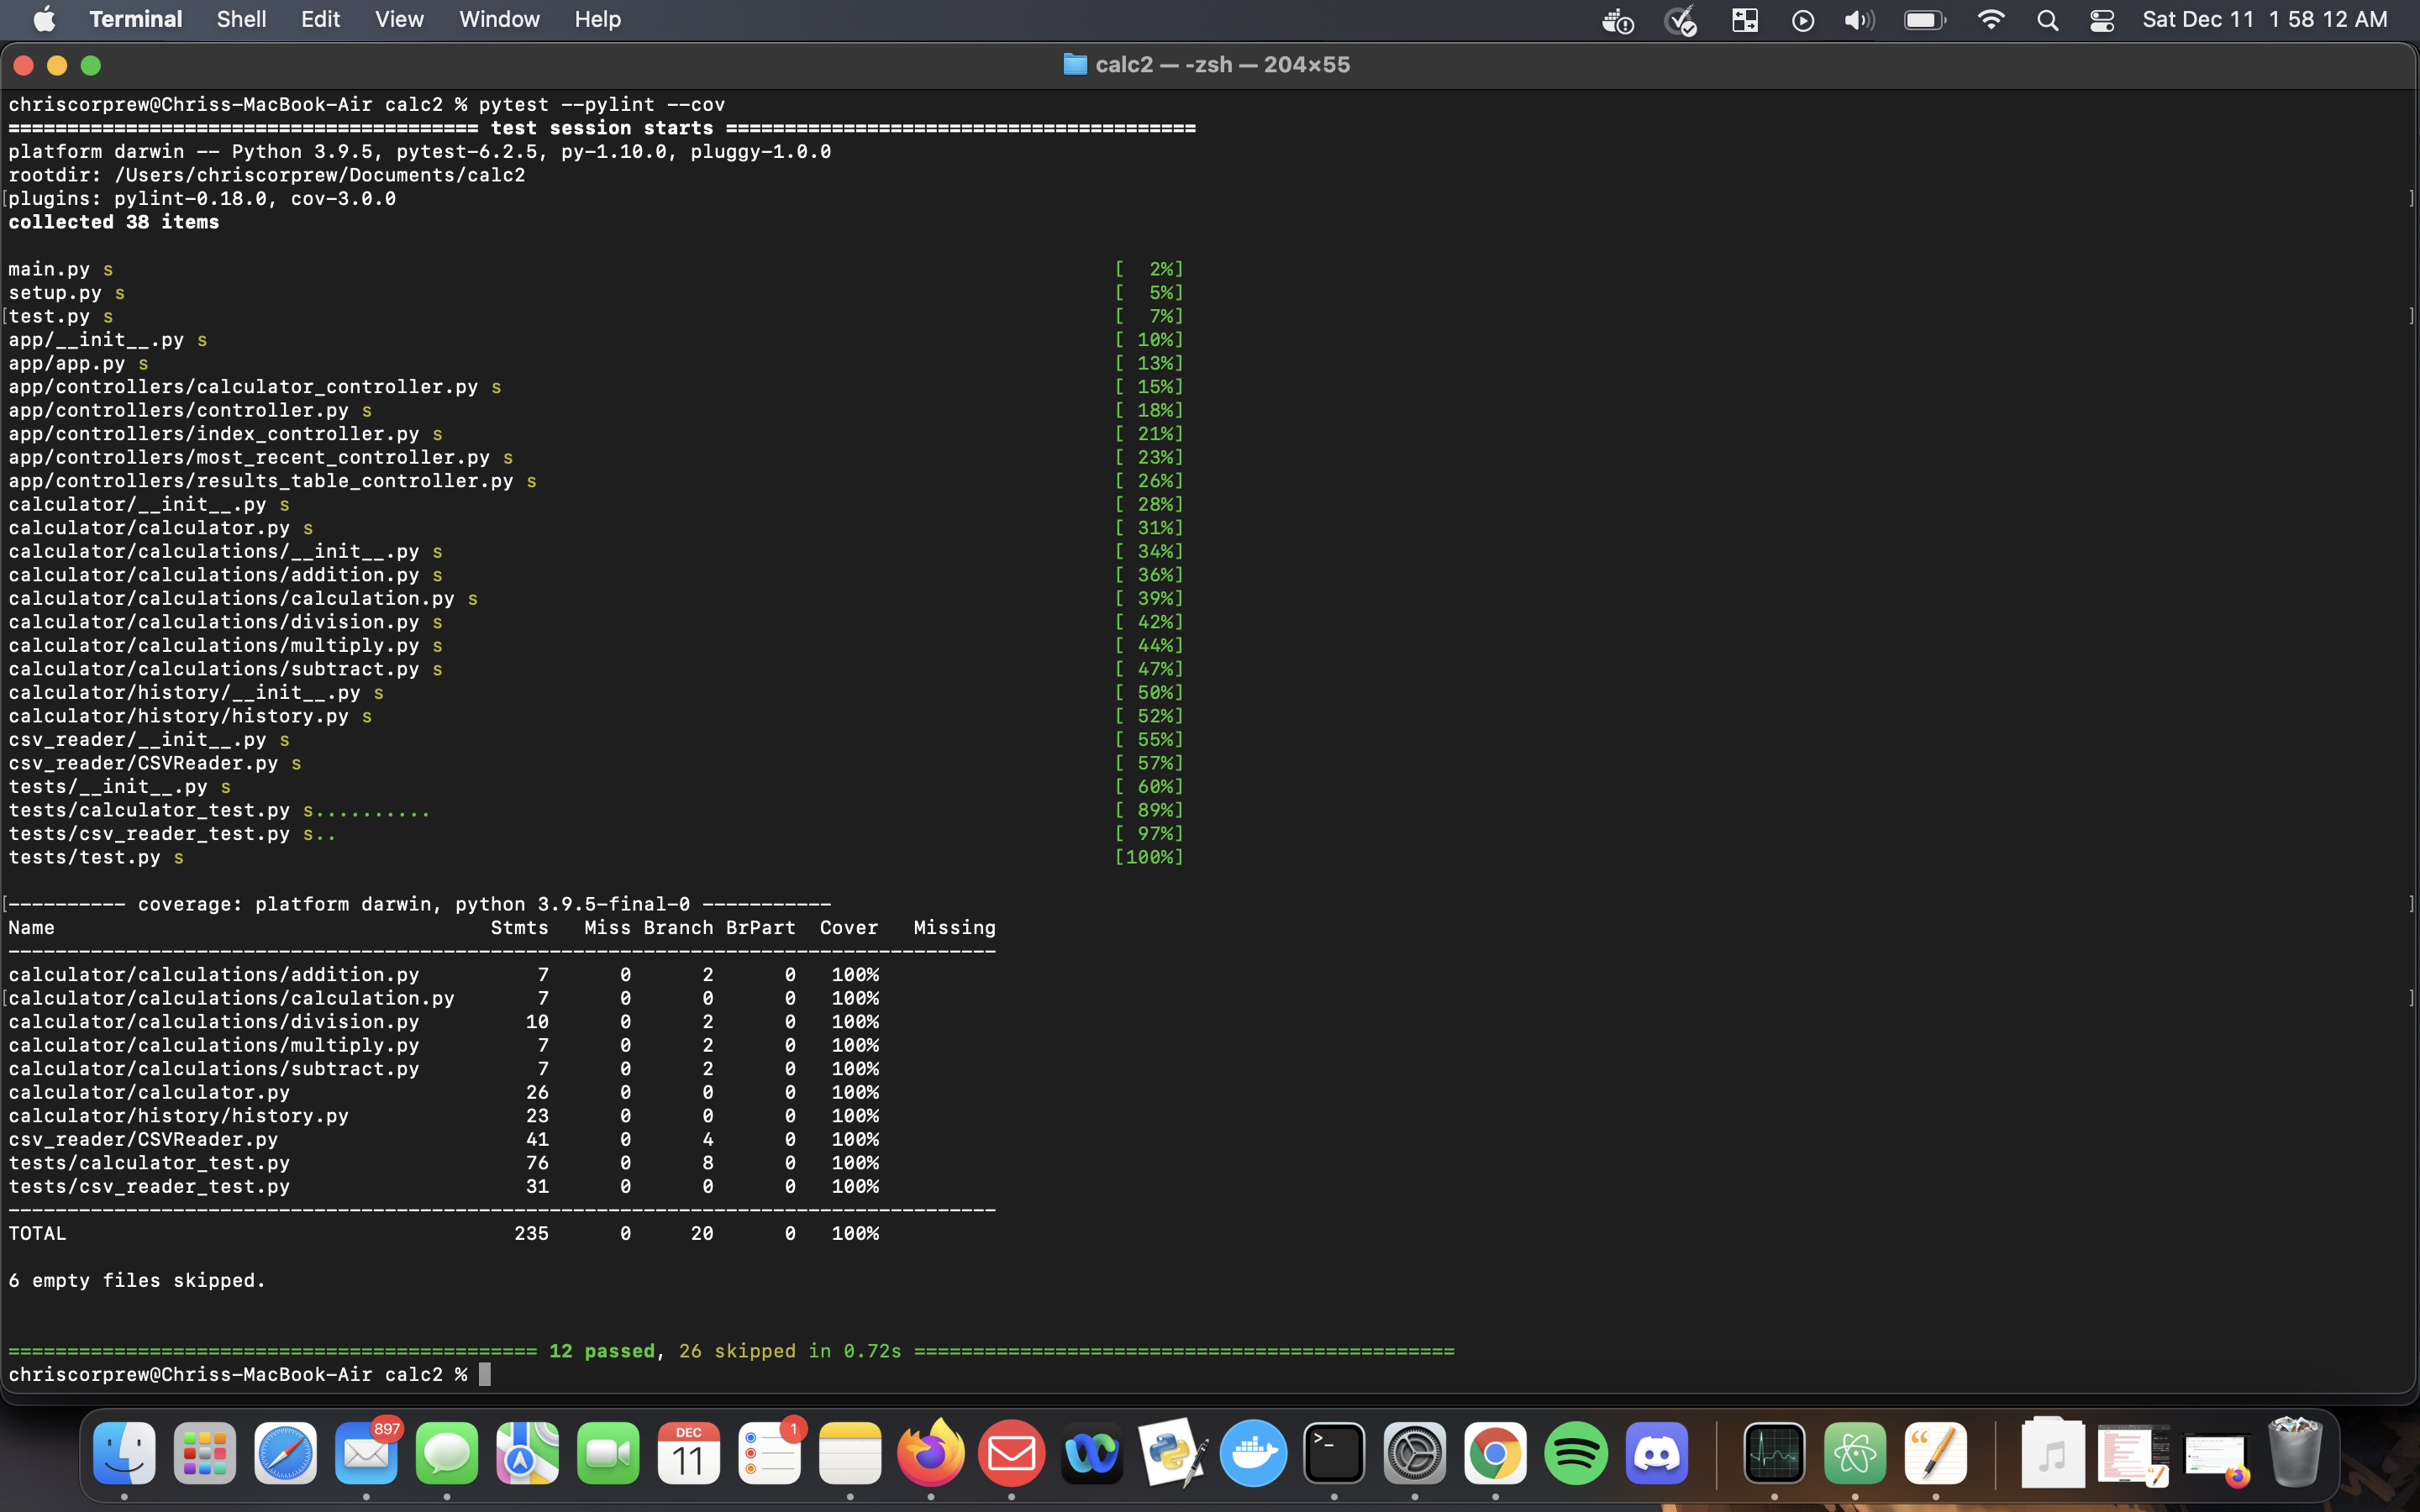 Terminal Shell Edit View Window Help Sat Dec 11 1 58 12 AM
calc2 — -zsh — 204×55
chriscorprew@Chriss-MacBook-Air calc2 % pytest --pylint --cov
======================================== test session starts ========================================
platform darwin -- Python 3.9.5, pytest-6.2.5, py-1.10.0, pluggy-1.0.0
rootdir: /Users/chriscorprew/Documents/calc2
[plugins: pylint-0.18.0, cov-3.0.0 ]
collected 38 items
main.py s [  2%]
setup.py s [  5%]
[test.py s [  7%] ]
app/__init__.py s [ 10%]
app/app.py s [ 13%]
app/controllers/calculator_controller.py s [ 15%]
app/controllers/controller.py s [ 18%]
app/controllers/index_controller.py s [ 21%]
app/controllers/most_recent_controller.py s [ 23%]
app/controllers/results_table_controller.py s [ 26%]
calculator/__init__.py s [ 28%]
calculator/calculator.py s [ 31%]
calculator/calculations/__init__.py s [ 34%]
calculator/calculations/addition.py s [ 36%]
calculator/calculations/calculation.py s [ 39%]
calculator/calculations/division.py s [ 42%]
calculator/calculations/multiply.py s [ 44%]
calculator/calculations/subtract.py s [ 47%]
calculator/history/__init__.py s [ 50%]
calculator/history/history.py s [ 52%]
csv_reader/__init__.py s [ 55%]
csv_reader/CSVReader.py s [ 57%]
tests/__init__.py s [ 60%]
tests/calculator_test.py s.......... [ 89%]
tests/csv_reader_test.py s.. [ 97%]
tests/test.py s [100%]
[---------- coverage: platform darwin, python 3.9.5-final-0 ----------- ]
Name Stmts Miss Branch BrPart Cover Missing
------------------------------------------------------------------------------------
calculator/calculations/addition.py 7 0 2 0 100%
[calculator/calculations/calculation.py 7 0 0 0 100% ]
calculator/calculations/division.py 10 0 2 0 100%
calculator/calculations/multiply.py 7 0 2 0 100%
calculator/calculations/subtract.py 7 0 2 0 100%
calculator/calculator.py 26 0 0 0 100%
calculator/history/history.py 23 0 0 0 100%
csv_reader/CSVReader.py 41 0 4 0 100%
tests/calculator_test.py 76 0 8 0 100%
tests/csv_reader_test.py 31 0 0 0 100%
------------------------------------------------------------------------------------
TOTAL 235 0 20 0 100%
6 empty files skipped.
============================================= 12 passed, 26 skipped in 0.72s ==============================================
chriscorprew@Chriss-MacBook-Air calc2 %
897
DEC
11
1
>_